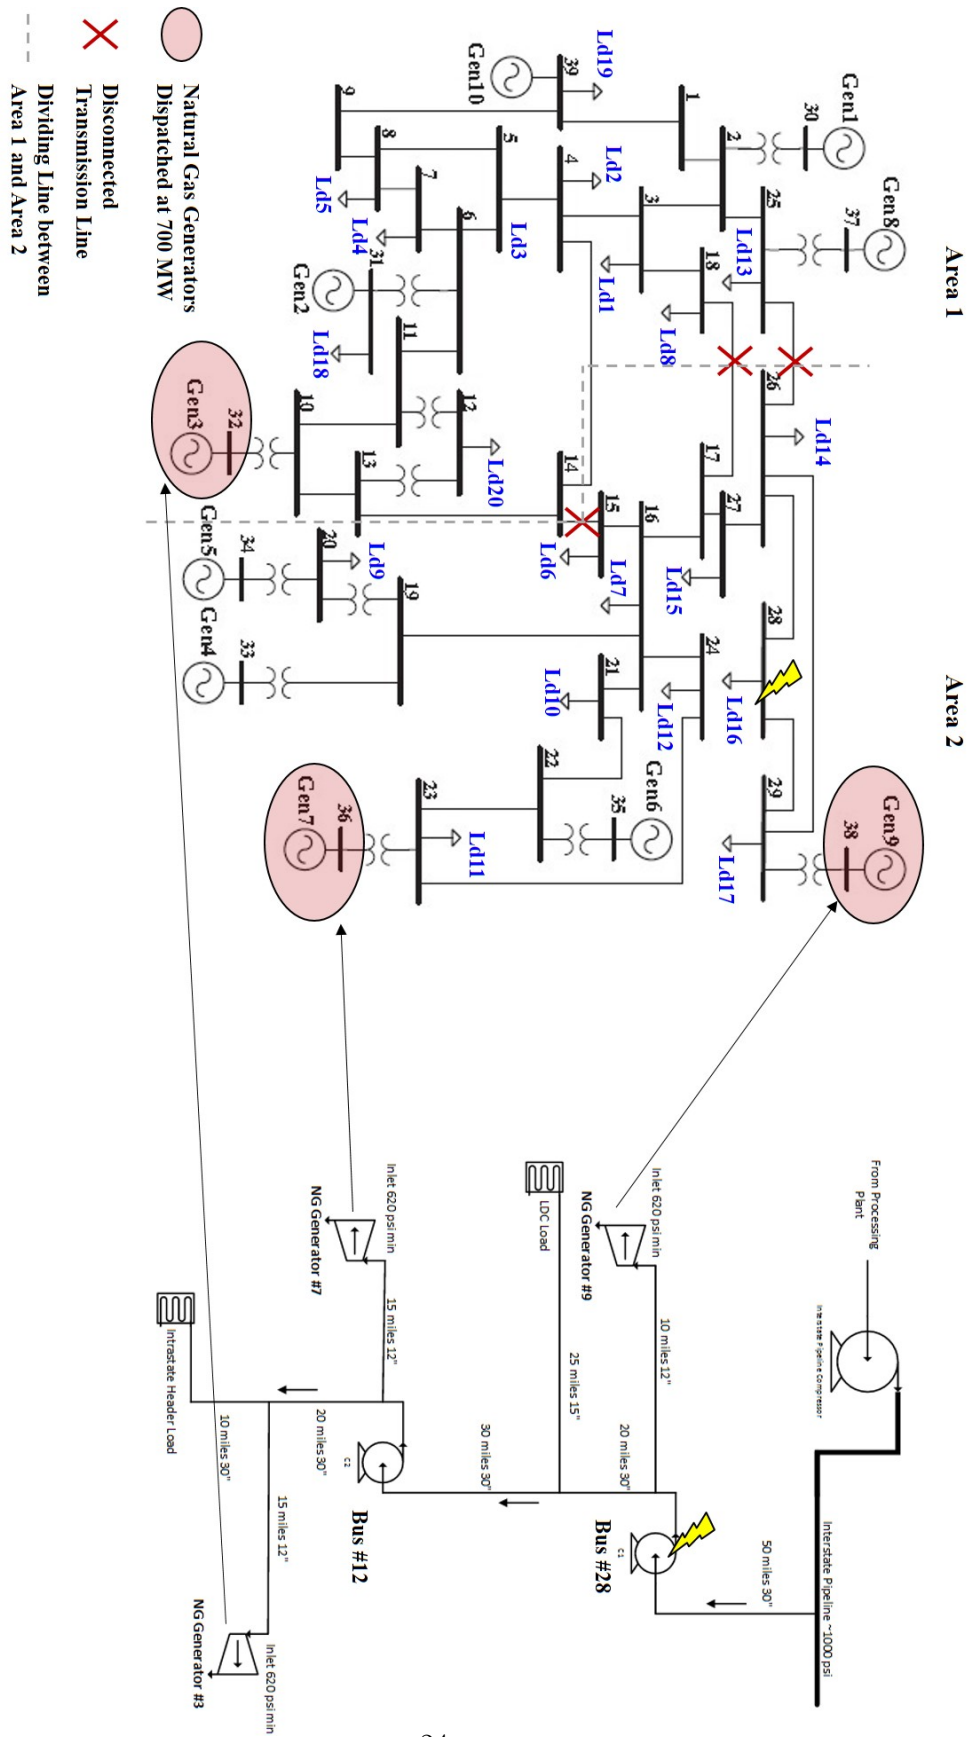 Area 1
Area 2
Gen1
30
Gen8
37
1
2
25
Ld13
26
Ld14
Ld19
39
Gen10
Ld2
4
3
Ld1
18
Ld8
17
27
Ld15
28
Ld16
29
Ld17
Gen9
38
9
8
5
7
6
Ld3
Ld5
Ld4
31
Gen2
Ld18
11
10
12
Ld20
13
14
15
16
Ld6
Ld7
24
Ld12
21
Ld10
22
Gen6
35
32
Gen3
Gen5
34
20
Ld9
19
Gen4
33
23
Ld11
36
Gen7
Natural Gas Generators
Dispatched at 700 MW
Disconnected
Transmission Line
Dividing Line between
Area 1 and Area 2
From Processing
Plant
Interstate Pipeline Compressor
Interstate Pipeline ~1000 psi
50 miles 30"
C1
Bus #28
Inlet 620 psi min
NG Generator #9
10 miles 12"
20 miles 30"
LDC Load
25 miles 15"
30 miles 30"
C2
Bus #12
Inlet 620 psi min
NG Generator #7
15 miles 12"
20 miles 30"
Intrastate Header Load
10 miles 30"
15 miles 12"
Inlet 620 psi min
NG Generator #3